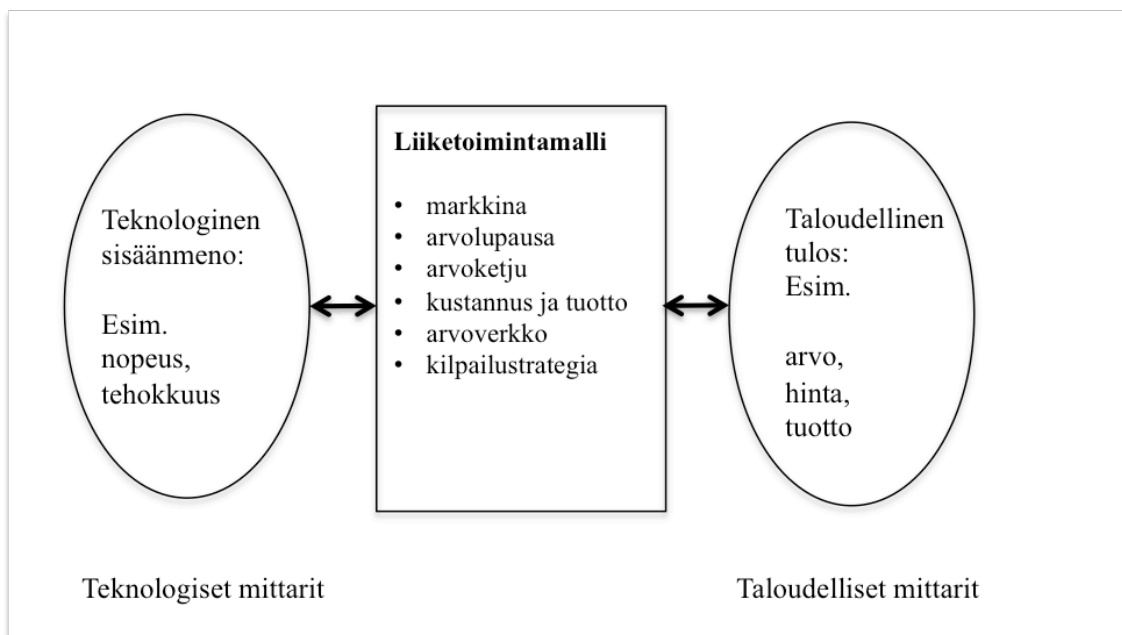 Teknologinen
sisäänmeno:
Esim.
nopeus,
tehokkuus
Liiketoimintamalli
• markkina
• arvolupausa
• arvoketju
• kustannus ja tuotto
• arvoverkko
• kilpailustrategia
Taloudellinen
tulos:
Esim.
arvo,
hinta,
tuotto
Teknologiset mittarit
Taloudelliset mittarit